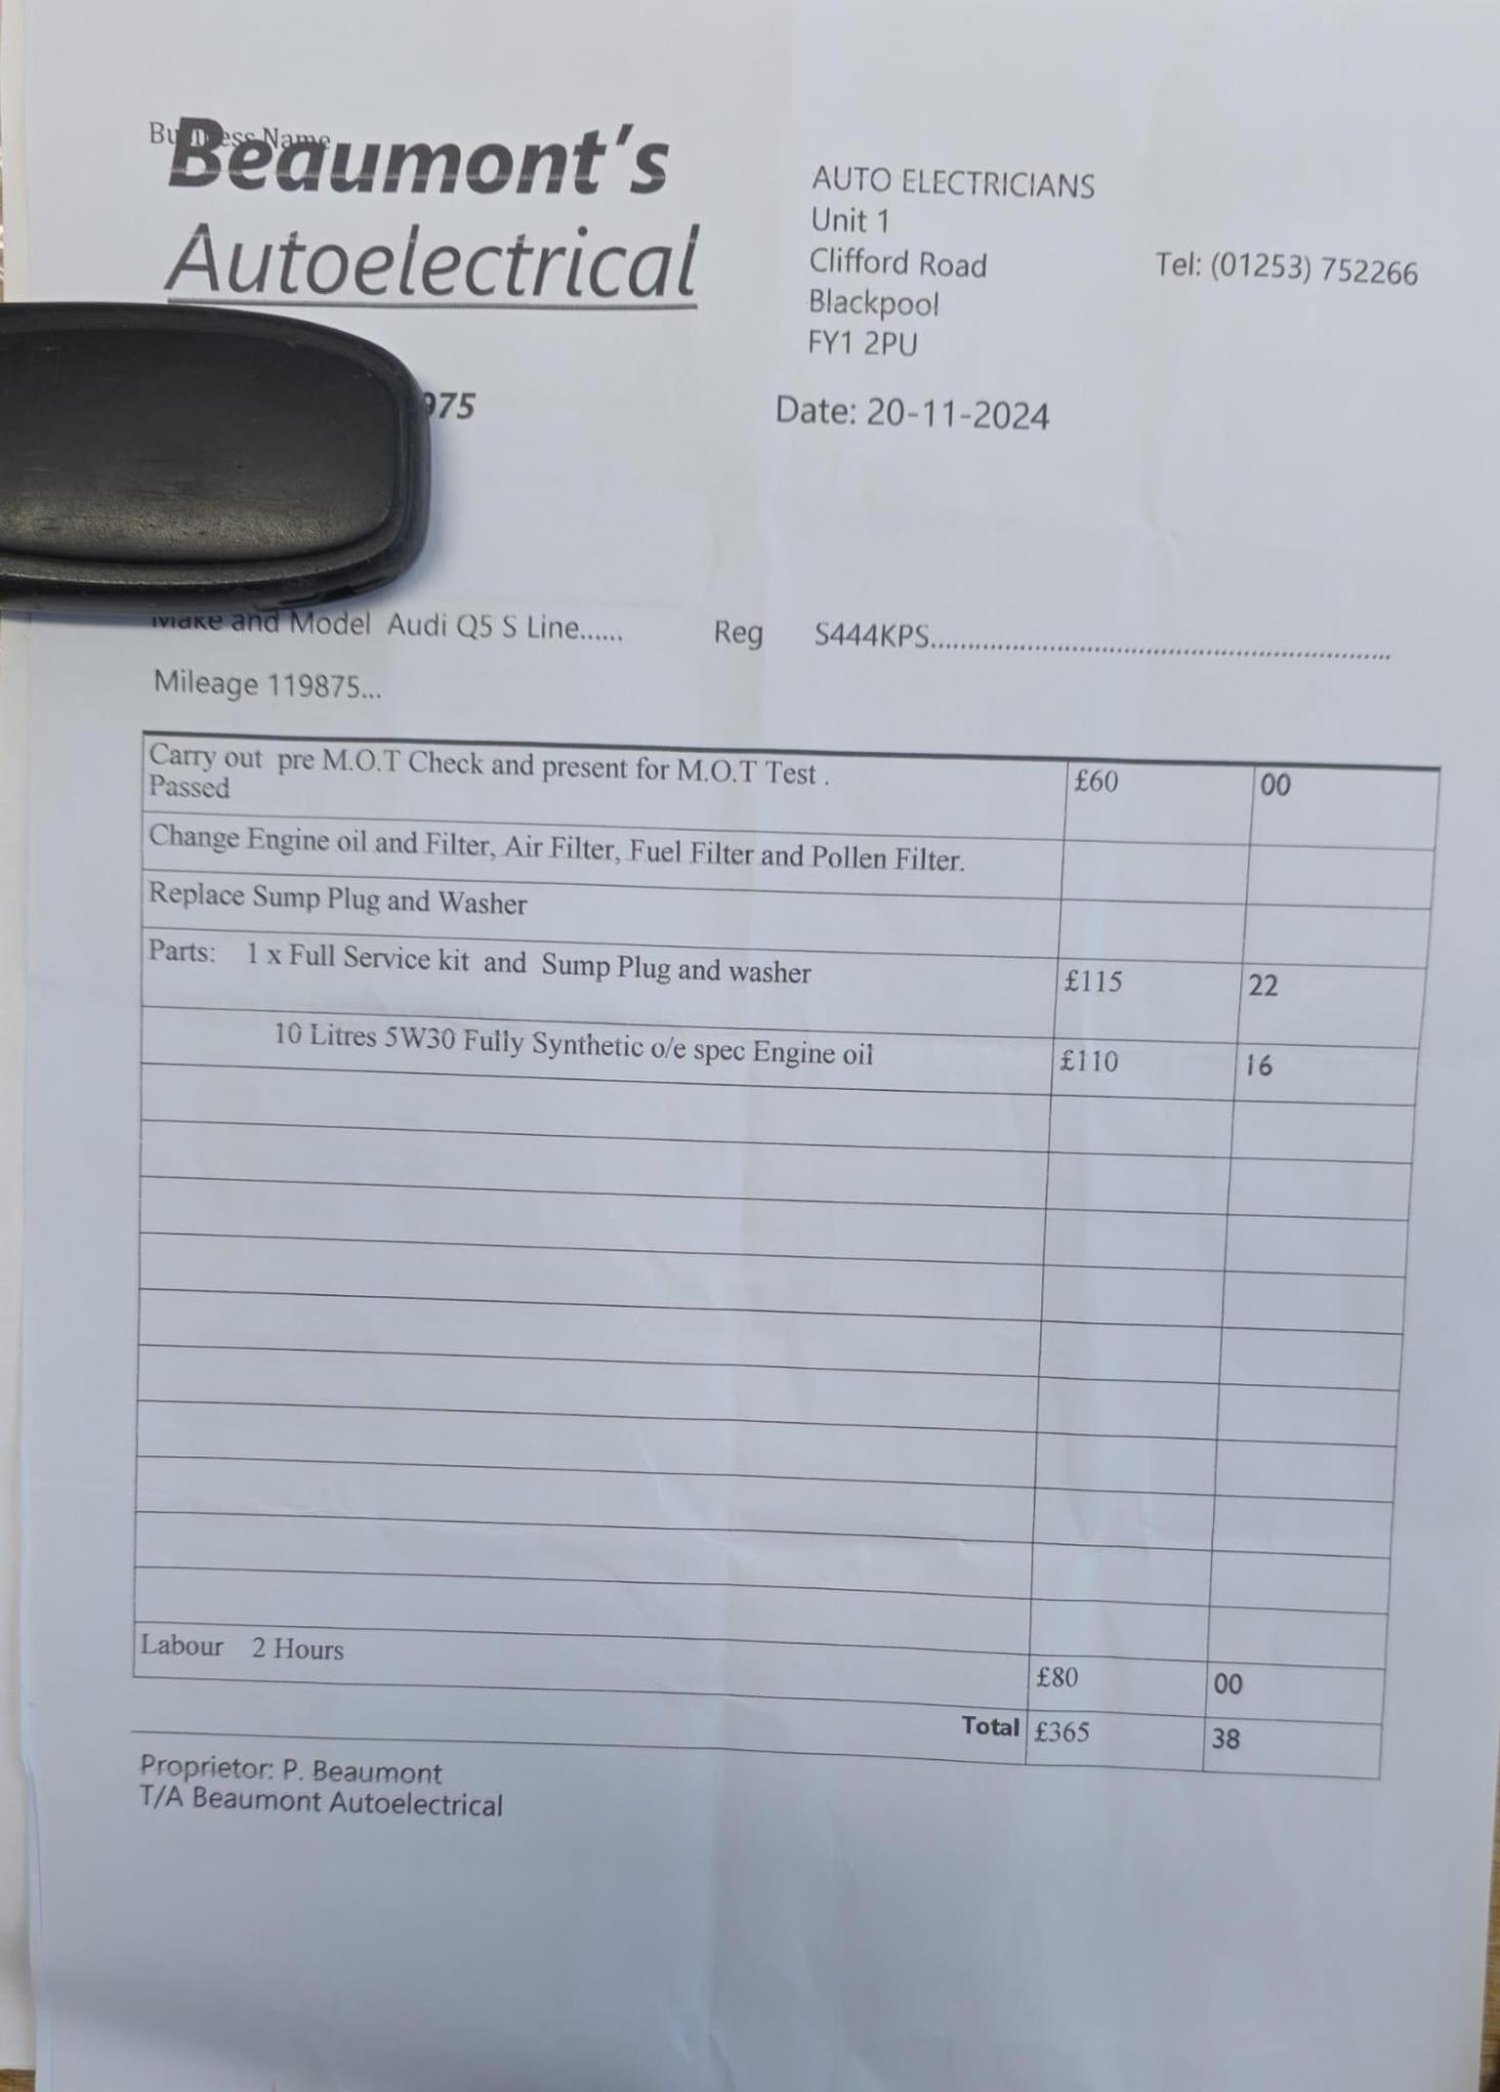 Business Name
Beaumont's
Autoelectrical
AUTO ELECTRICIANS
Unit 1
Clifford Road
Blackpool
FY1 2PU
Tel: (01253) 752266
975
Date: 20-11-2024
Make and Model Audi Q5 S Line...... Reg S444KPS..............................................................
Mileage 119875...
Carry out pre M.O.T Check and present for M.O.T Test . £60 00
Passed
Change Engine oil and Filter, Air Filter, Fuel Filter and Pollen Filter.
Replace Sump Plug and Washer
Parts: 1 x Full Service kit and Sump Plug and washer £115 22
10 Litres 5W30 Fully Synthetic o/e spec Engine oil £110 16
Labour 2 Hours £80 00
Total £365 38
Proprietor: P. Beaumont
T/A Beaumont Autoelectrical